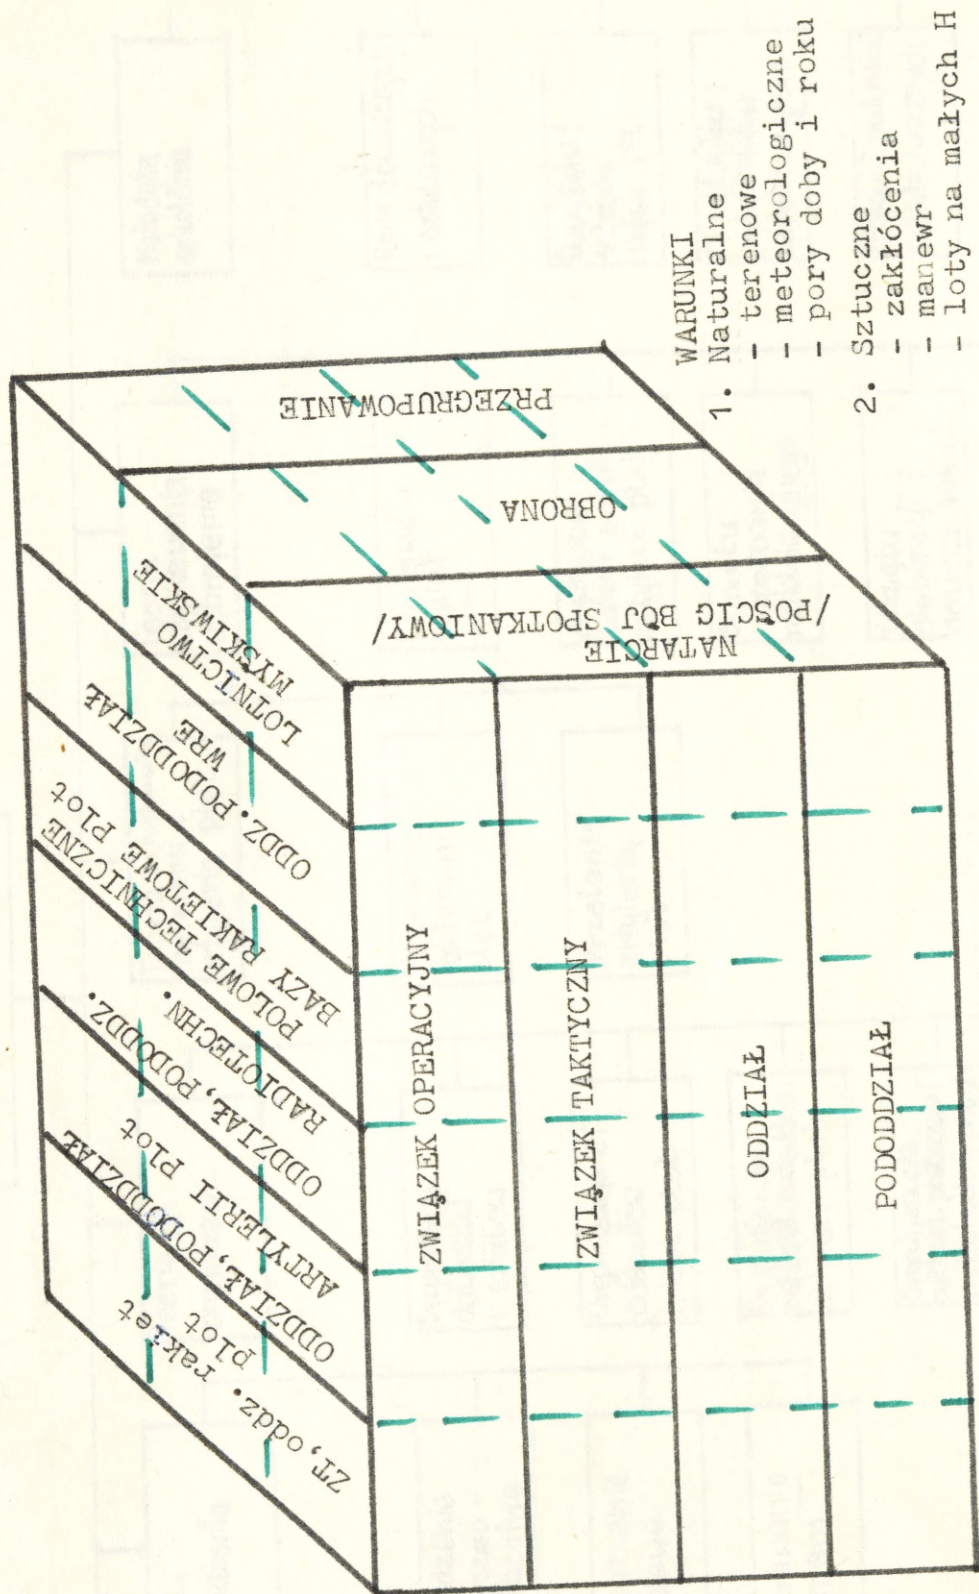 ZT, oddz. rakiet
plot
ODDZIAŁ, PODODDZIAŁ
ARTYLERII Plot
ODDZIAŁ, PODODDZ.
RADIOTECHN.
POLOWE TECHNICZNE
BAZY RAKIETOWE Plot
ODDZ. PODODDZIAŁ
WRE
LOTNICTWO
MYSKIWSKIE
ZWIĄZEK OPERACYJNY
ZWIĄZEK TAKTYCZNY
ODDZIAŁ
PODODDZIAŁ
NATARCIE
/POŚCIG BÓJ SPOTKANIOWY/
OBRONA
PRZEGRUPOWANIE
WARUNKI
1. Naturalne
- terenowe
- meteorologiczne
- pory doby i roku
2. Sztuczne
- zakłócenia
- manewr
- loty na małych H